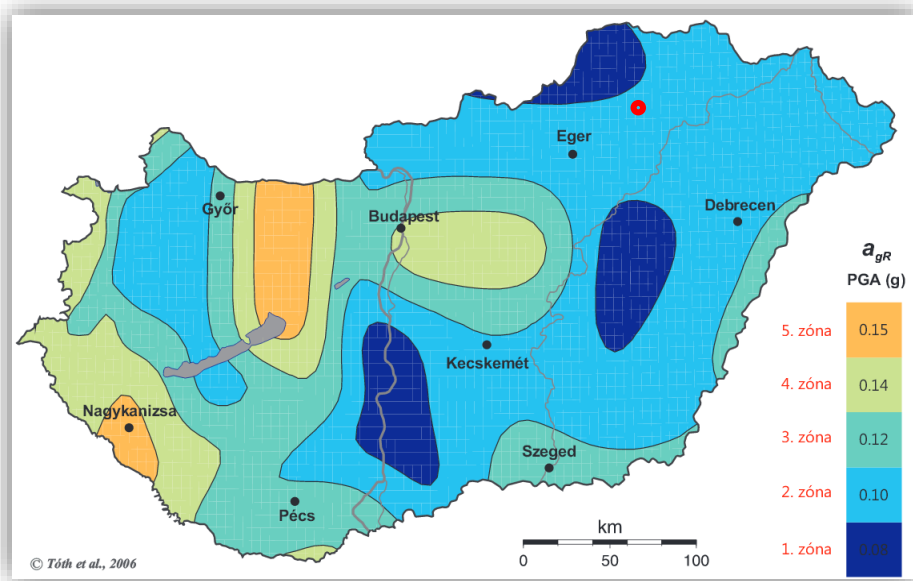 Eger
Győr
Budapest
Debrecen
a_gR
PGA (g)
5. zóna 0.15
4. zóna 0.14
3. zóna 0.12
2. zóna 0.10
1. zóna 0.08
Kecskemét
Nagykanizsa
Szeged
Pécs
km
0 50 100
© Tóth et al., 2006